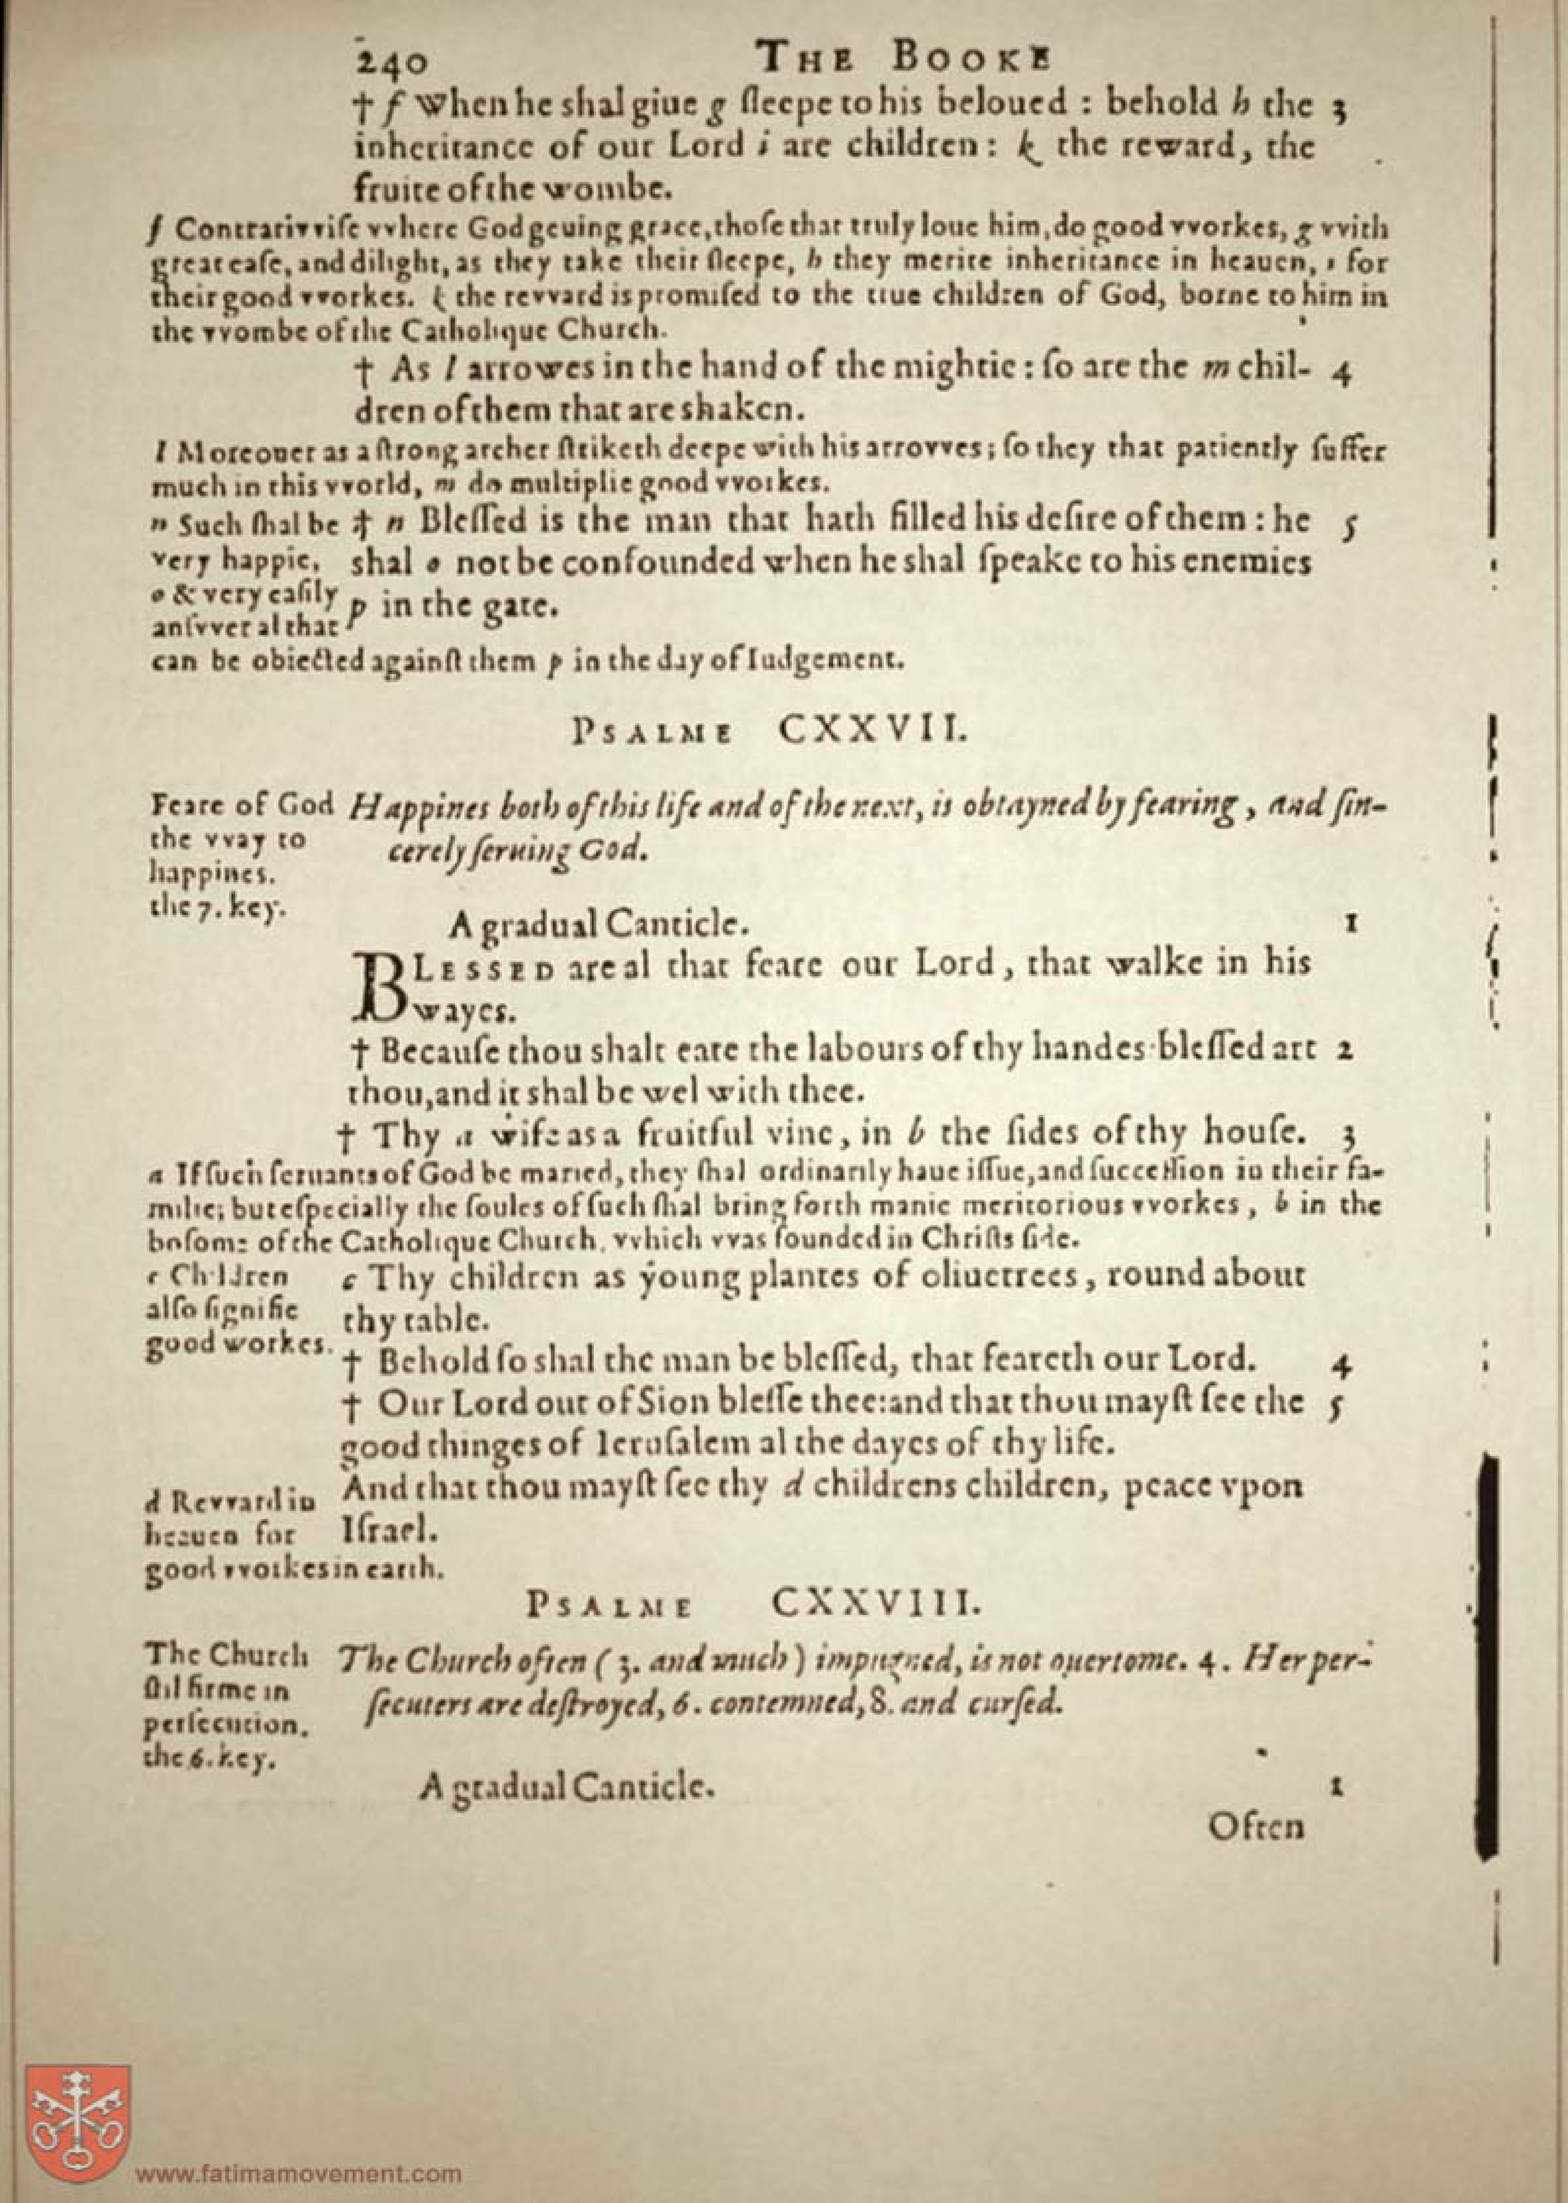 240 THE BOOKE
† f When he shal giue g ſleepe to his beloued : behold h the 3
inheritance of our Lord i are children : k the reward, the
fruite of the wombe.
f Contrarivviſe vvhere God geuing grace, thoſe that truly loue him, do good vvorkes, g vvith
great eaſe, and dilight, as they take their ſleepe, h they merite inheritance in heauen, i for
their good vvorkes. k the revvard is promiſed to the true children of God, borne to him in
the vvombe of the Catholique Church.
† As l arrowes in the hand of the mightie : ſo are the m chil- 4
dren of them that are shaken.
l Moreouer as a ſtrong archer ſtriketh deepe with his arrovves ; ſo they that patiently ſuffer
much in this vvorld, m do multiplie good vvorkes.
n Such ſhal be
very happie,
o & very eaſily
anſvver al that
can be obiected againſt them p in the day of Iudgement.
† n Bleſſed is the man that hath filled his deſire of them : he 5
shal o not be confounded when he shal ſpeake to his enemies
p in the gate.
PSALME CXXVII.
Feare of God
the vvay to
happines.
the 7. key.
Happines both of this life and of the next, is obtayned by fearing, and ſin-
cerely ſeruing God.
A gradual Canticle. 1
BLESSED are al that feare our Lord, that walke in his
wayes.
† Becauſe thou shalt eate the labours of thy handes bleſſed art 2
thou, and it shal be wel with thee.
† Thy a wife as a fruitful vine, in b the ſides of thy houſe. 3
a If ſuch ſeruants of God be maried, they ſhal ordinarily haue iſſue, and ſucceſſion in their fa-
milie; but eſpecially the ſoules of ſuch ſhal bring forth manie meritorious vvorkes, b in the
boſome of the Catholique Church, vvhich vvas founded in Chriſts ſide.
c Children
alſo ſignifie
good workes.
c Thy children as young plantes of oliuetrees, round about
thy table.
† Behold ſo shal the man be bleſſed, that feareth our Lord. 4
† Our Lord out of Sion bleſſe thee: and that thou mayſt ſee the 5
good thinges of Ieruſalem al the dayes of thy life.
And that thou mayſt ſee thy d childrens children, peace vpon
Iſrael.
d Revvard in
heauen for
good vvorkes in earth.
PSALME CXXVIII.
The Church
ſtil firme in
perſecution.
the 6. key.
The Church often (3. and much) impugned, is not ouercome. 4. Her per-
ſecuters are deſtroyed, 6. contemned, 8. and curſed.
A gradual Canticle. 1
Often
www.fatimamovement.com